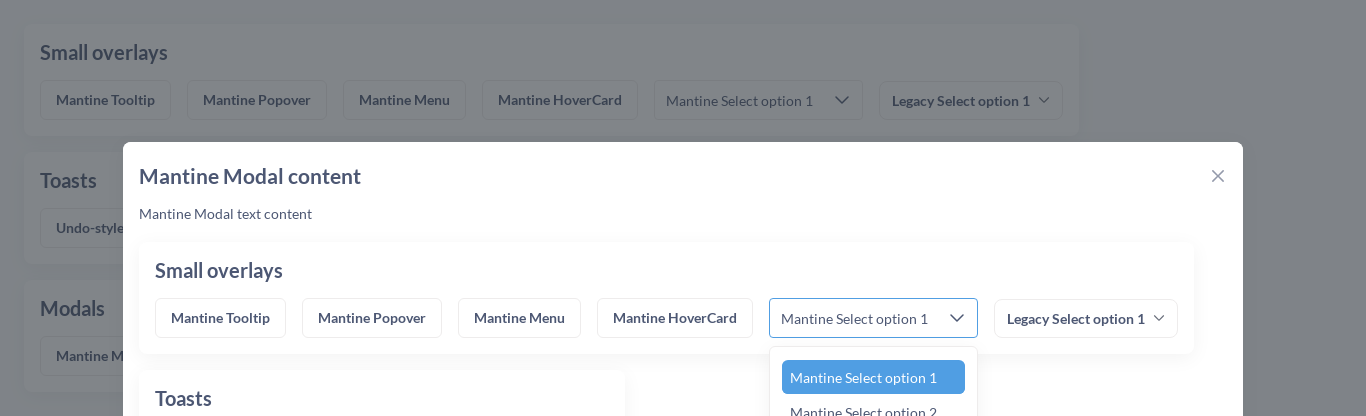 Small overlays
Mantine Tooltip Mantine Popover Mantine Menu Mantine HoverCard Mantine Select option 1 Legacy Select option 1
Toasts
Undo-style
Modals
Mantine M
Mantine Modal content
Mantine Modal text content
Small overlays
Mantine Tooltip Mantine Popover Mantine Menu Mantine HoverCard Mantine Select option 1 Legacy Select option 1
Mantine Select option 1
Toasts
Mantine Select option 2